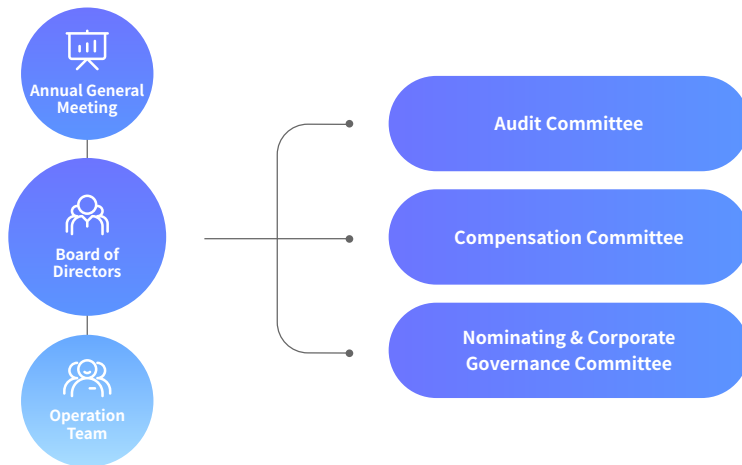 Annual General
Meeting
Board of
Directors
Operation
Team
Audit Committee
Compensation Committee
Nominating & Corporate
Governance Committee